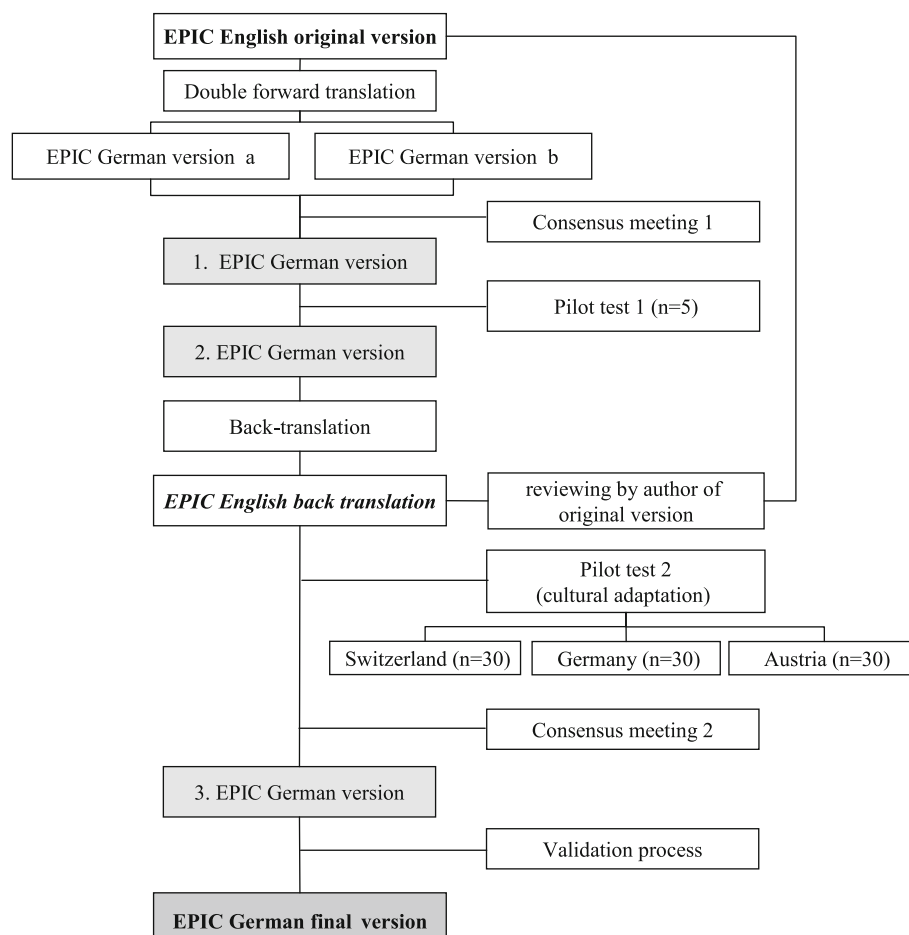 EPIC English original version
Double forward translation
EPIC German version a
EPIC German version b
Consensus meeting 1
1. EPIC German version
Pilot test 1 (n=5)
2. EPIC German version
Back-translation
EPIC English back translation
reviewing by author of
original version
Pilot test 2
(cultural adaptation)
Switzerland (n=30)
Germany (n=30)
Austria (n=30)
Consensus meeting 2
3. EPIC German version
Validation process
EPIC German final version